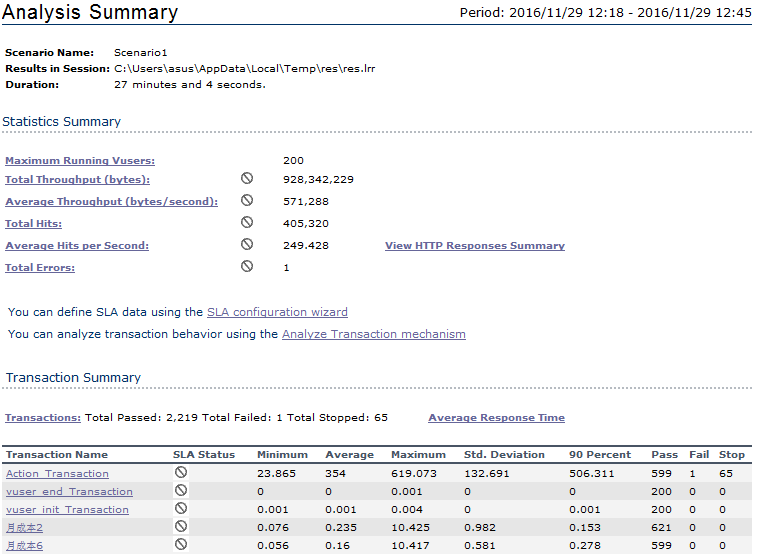 Analysis Summary Period: 2016/11/29 12:18 - 2016/11/29 12:45
Scenario Name: Scenario1
Results in Session: C:\Users\asus\AppData\Local\Temp\res\res.lrr
Duration: 27 minutes and 4 seconds.
Statistics Summary
Maximum Running Vusers: 200
Total Throughput (bytes): 928,342,229
Average Throughput (bytes/second): 571,288
Total Hits: 405,320
Average Hits per Second: 249.428 View HTTP Responses Summary
Total Errors: 1
You can define SLA data using the SLA configuration wizard
You can analyze transaction behavior using the Analyze Transaction mechanism
Transaction Summary
Transactions: Total Passed: 2,219 Total Failed: 1 Total Stopped: 65 Average Response Time
Transaction Name SLA Status Minimum Average Maximum Std. Deviation 90 Percent Pass Fail Stop
Action_Transaction 23.865 354 619.073 132.691 506.311 599 1 65
vuser_end_Transaction 0 0 0.001 0 0 200 0 0
vuser_init_Transaction 0.001 0.001 0.004 0 0.001 200 0 0
月成本2 0.076 0.235 10.425 0.982 0.153 621 0 0
月成本6 0.056 0.16 10.417 0.581 0.278 599 0 0